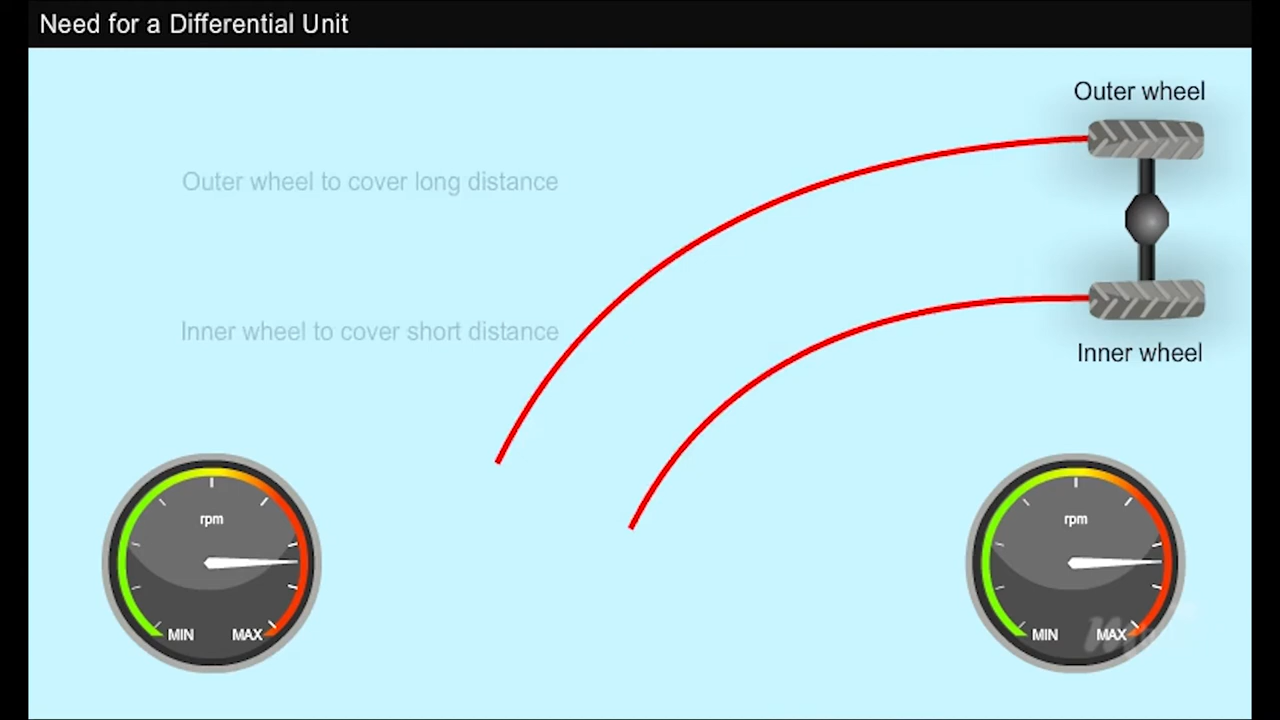 Need for a Differential Unit
Outer wheel
Outer wheel to cover long distance
Inner wheel to cover short distance
Inner wheel
rpm
MIN MAX
rpm
MIN MAX